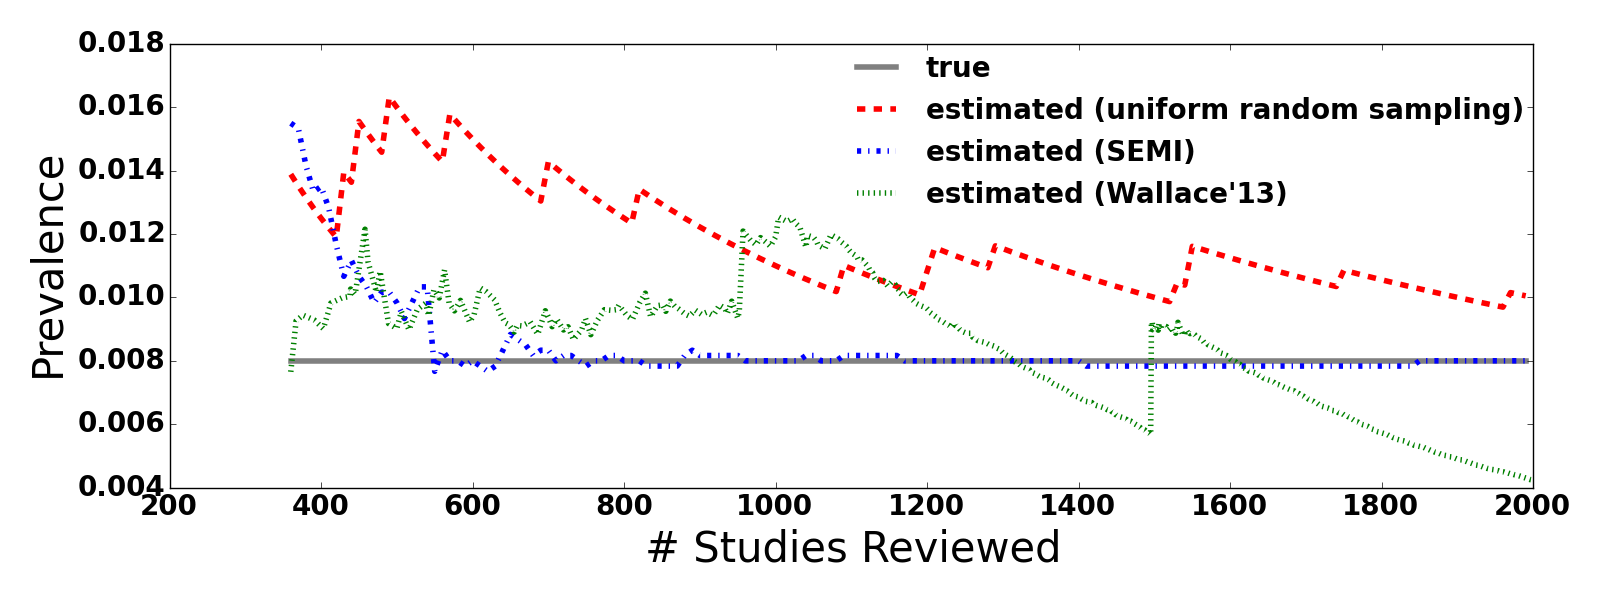 0.018
0.016
0.014
0.012
0.010
0.008
0.006
0.004
Prevalence
true
estimated (uniform random sampling)
estimated (SEMI)
estimated (Wallace'13)
200 400 600 800 1000 1200 1400 1600 1800 2000
# Studies Reviewed